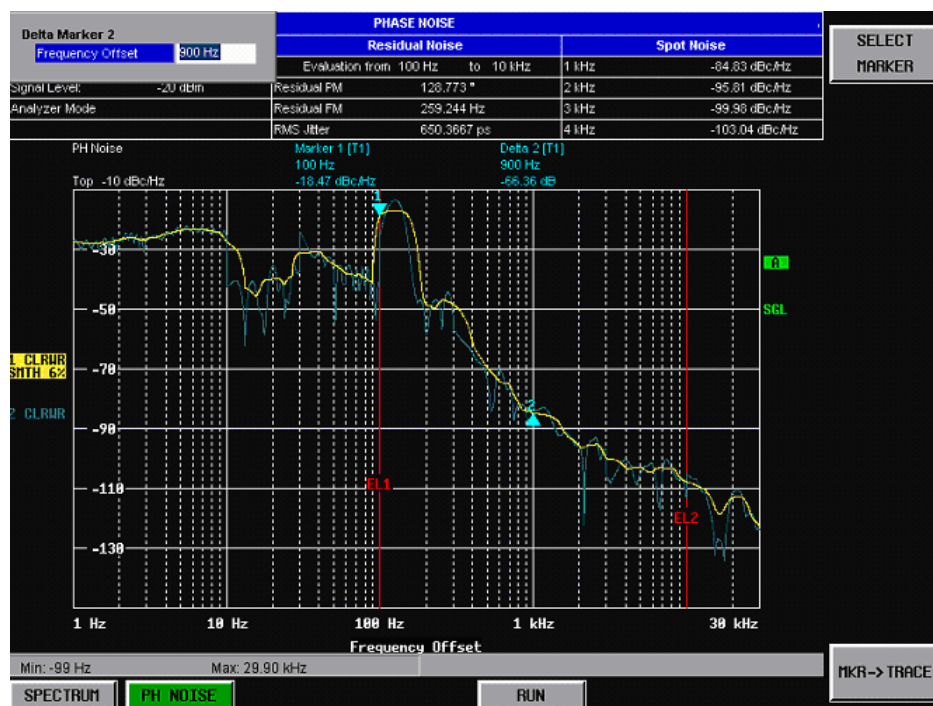 Delta Marker 2
Frequency Offset 900 Hz
PHASE NOISE
Residual Noise Spot Noise
Evaluation from 100 Hz to 10 kHz 1 kHz -84.83 dBc/Hz
Signal Level: -20 dBm Residual PM 128.773 ° 2 kHz -95.81 dBc/Hz
Analyzer Mode Residual FM 259.244 Hz 3 kHz -99.98 dBc/Hz
RMS Jitter 650.3667 ps 4 kHz -103.04 dBc/Hz
SELECT
MARKER
PH Noise Marker 1 [T1] Delta 2 [T1]
100 Hz 900 Hz
Top -10 dBc/Hz -18.47 dBc/Hz -66.36 dB
1
-30
A
-50
SGL
1 CLRWR
SMTH 6%
-70
2 CLRWR
2
-90
-110
EL1
EL2
-130
1 Hz 10 Hz 100 Hz 1 kHz 30 kHz
Frequency Offset
Min: -99 Hz Max: 29.90 kHz
MKR->TRACE
SPECTRUM PH NOISE RUN